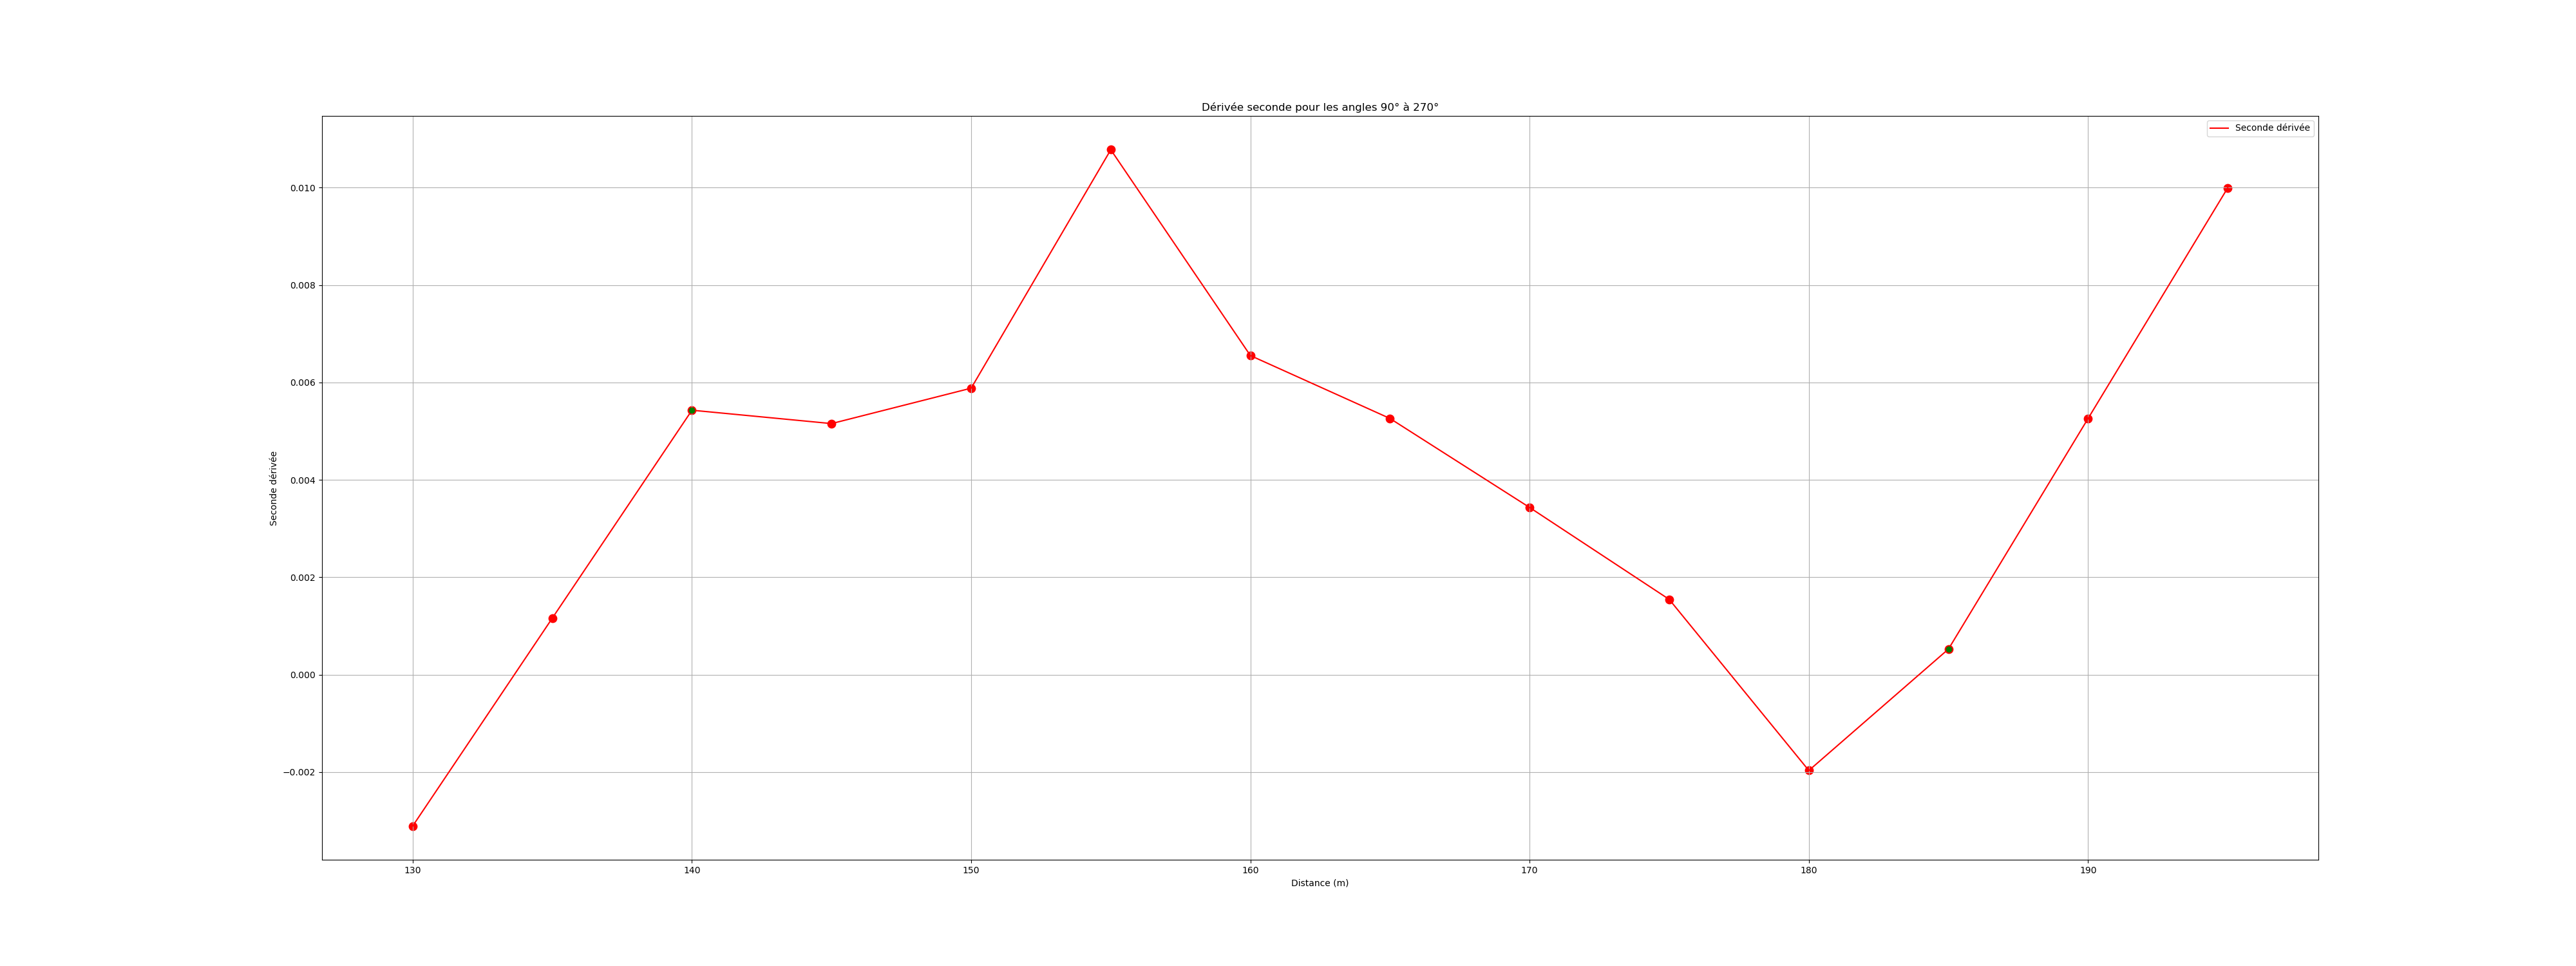 Dérivée seconde pour les angles 90° à 270°
Seconde dérivée
0.010
0.008
0.006
0.004
0.002
0.000
−0.002
Seconde dérivée
130 140 150 160 170 180 190
Distance (m)